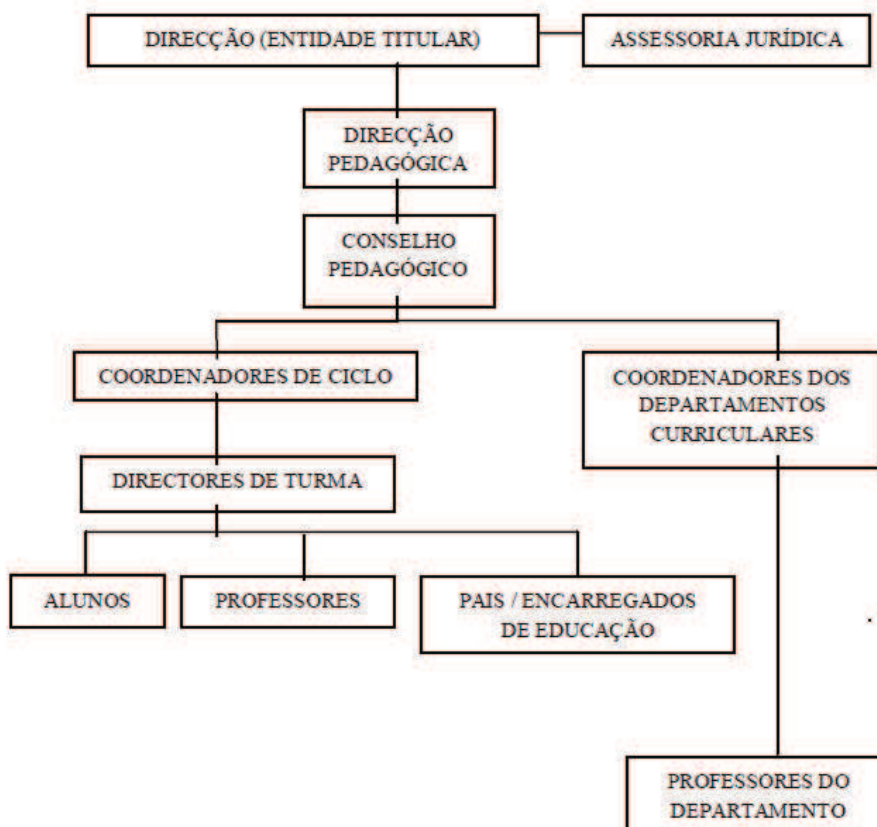 DIRECÇÃO (ENTIDADE TITULAR)
ASSESSORIA JURÍDICA
DIRECÇÃO
PEDAGÓGICA
CONSELHO
PEDAGÓGICO
COORDENADORES DE CICLO
COORDENADORES DOS
DEPARTAMENTOS
CURRICULARES
DIRECTORES DE TURMA
ALUNOS
PROFESSORES
PAIS / ENCARREGADOS
DE EDUCAÇÃO
PROFESSORES DO
DEPARTAMENTO